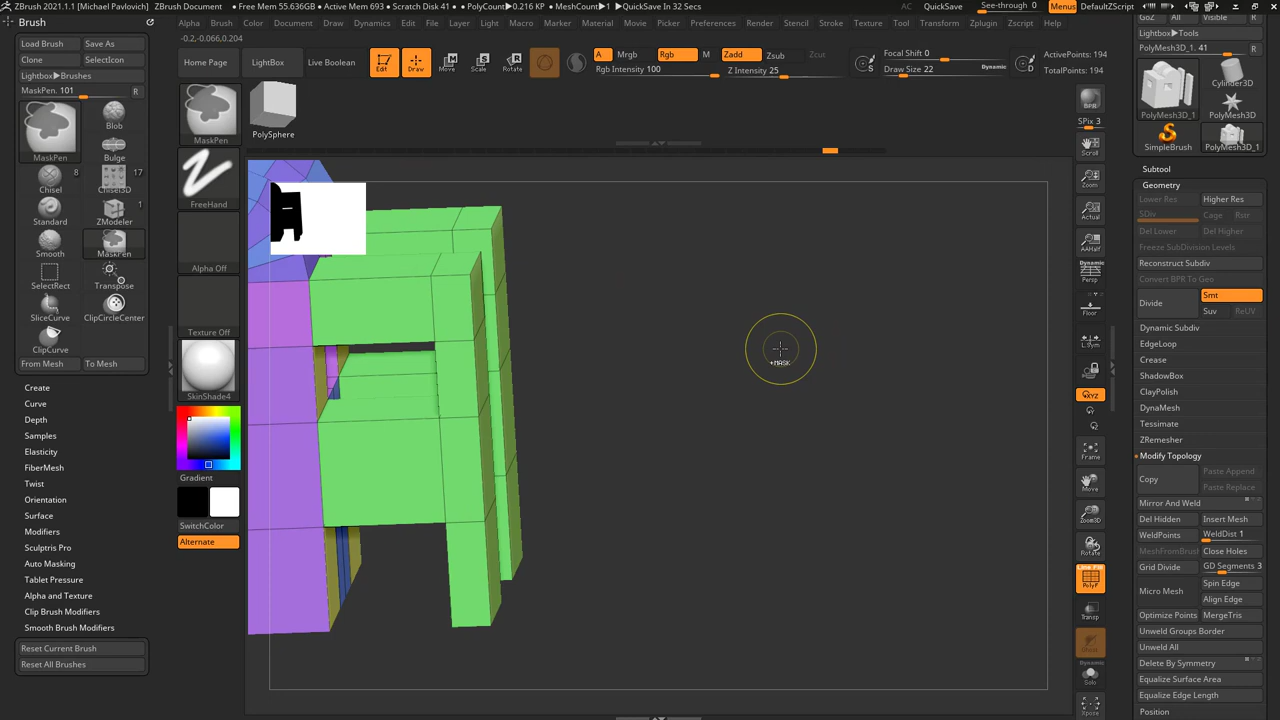 ZBrush 2021.1.1 [Michael Pavlovich] ZBrush Document • Free Mem 55.636GB • Active Mem 693 • Scratch Disk 41 • PolyCount▶0.216 KP • MeshCount▶1 ▶QuickSave In 32 Secs QuickSave See-through 0 Menus DefaultZScript
Brush Alpha Brush Color Document Draw Dynamics Edit File Layer Light Macro Marker Material Movie Picker Preferences Render Stencil Stroke Texture Tool Transform Zplugin Zscript Help
-0.2,-0.066,0.204
Load Brush Save As
Clone SelectIcon
Lightbox▶Brushes
MaskPen. 101 R
MaskPen
Blob
Bulge
Chisel 8 Chisel3D 17
Standard ZModeler 1
Smooth MaskPen
SelectRect Transpose
SliceCurve ClipCircleCenter
ClipCurve
From Mesh To Mesh
Create
Curve
Depth
Samples
Elasticity
FiberMesh
Twist
Orientation
Surface
Modifiers
Sculptris Pro
Auto Masking
Tablet Pressure
Alpha and Texture
Clip Brush Modifiers
Smooth Brush Modifiers
Reset Current Brush
Reset All Brushes
Home Page LightBox Live Boolean Edit Draw Move Scale Rotate
A Mrgb Rgb M Zadd Zsub Zcut
Rgb Intensity 100 Z Intensity 25
Focal Shift 0
Draw Size 22 Dynamic
S D
ActivePoints: 194
TotalPoints: 194
MaskPen PolySphere
FreeHand
Alpha Off
Texture Off
SkinShade4
Gradient
SwitchColor
Alternate
+MASK
BPR
SPix 3
Scroll
Zoom
Actual
AAHalf
Dynamic
Persp
Floor
L.Sym
XYZ
Frame
Move
Zoom3D
Rotate
Line Fill
PolyF
Transp
Ghost
Dynamic
Solo
Xpose
GoZ All Visible R
Lightbox▶Tools
PolyMesh3D_1. 41 R
PolyMesh3D_1
Cylinder3D
PolyMesh3D
SimpleBrush PolyMesh3D_1
Subtool
Geometry
Lower Res Higher Res
SDiv Cage Rstr
Del Lower Del Higher
Freeze SubDivision Levels
Reconstruct Subdiv
Convert BPR To Geo
Divide Smt
Suv ReUV
Dynamic Subdiv
EdgeLoop
Crease
ShadowBox
ClayPolish
DynaMesh
Tessimate
ZRemesher
Modify Topology
Copy Paste Append
Paste Replace
Mirror And Weld
Del Hidden Insert Mesh
WeldPoints WeldDist 1
MeshFromBrush Close Holes
Grid Divide GD Segments 3
Micro Mesh Spin Edge
Align Edge
Optimize Points MergeTris
Unweld Groups Border
Unweld All
Delete By Symmetry
Equalize Surface Area
Equalize Edge Length
Position